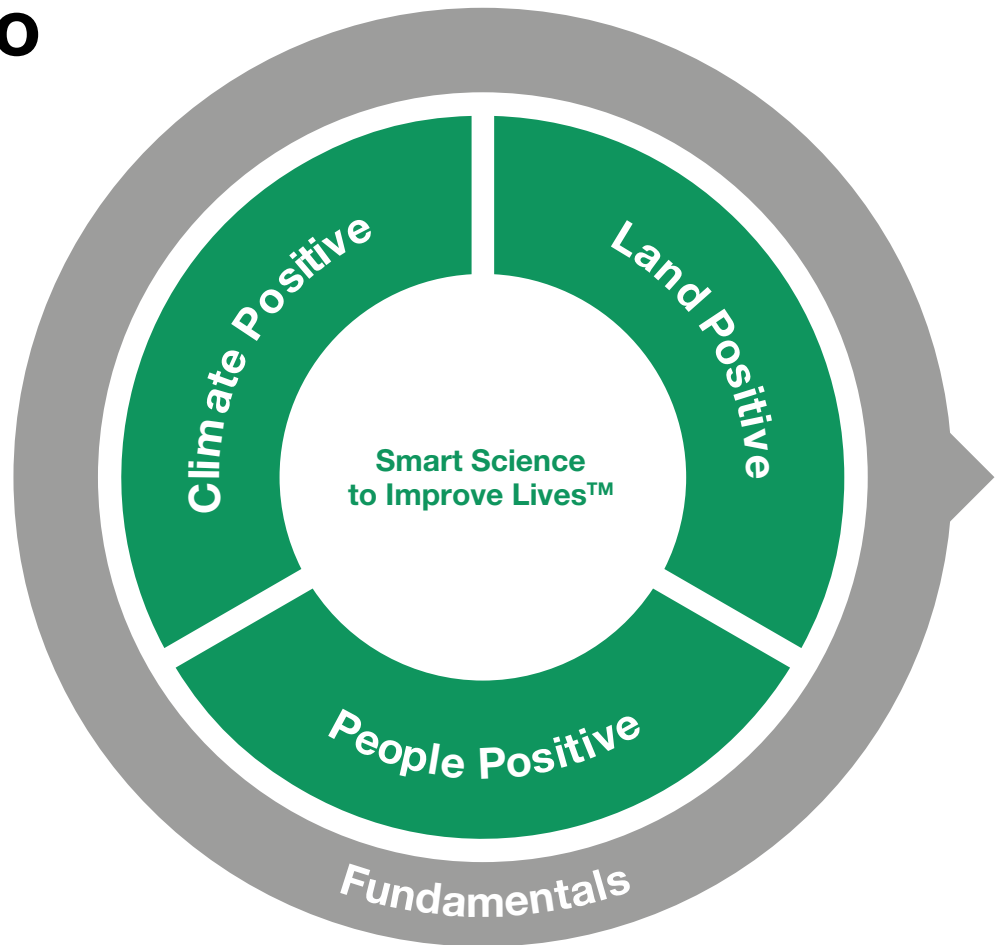 o
Climate Positive
Land Positive
Smart Science
to Improve Lives™
People Positive
Fundamentals